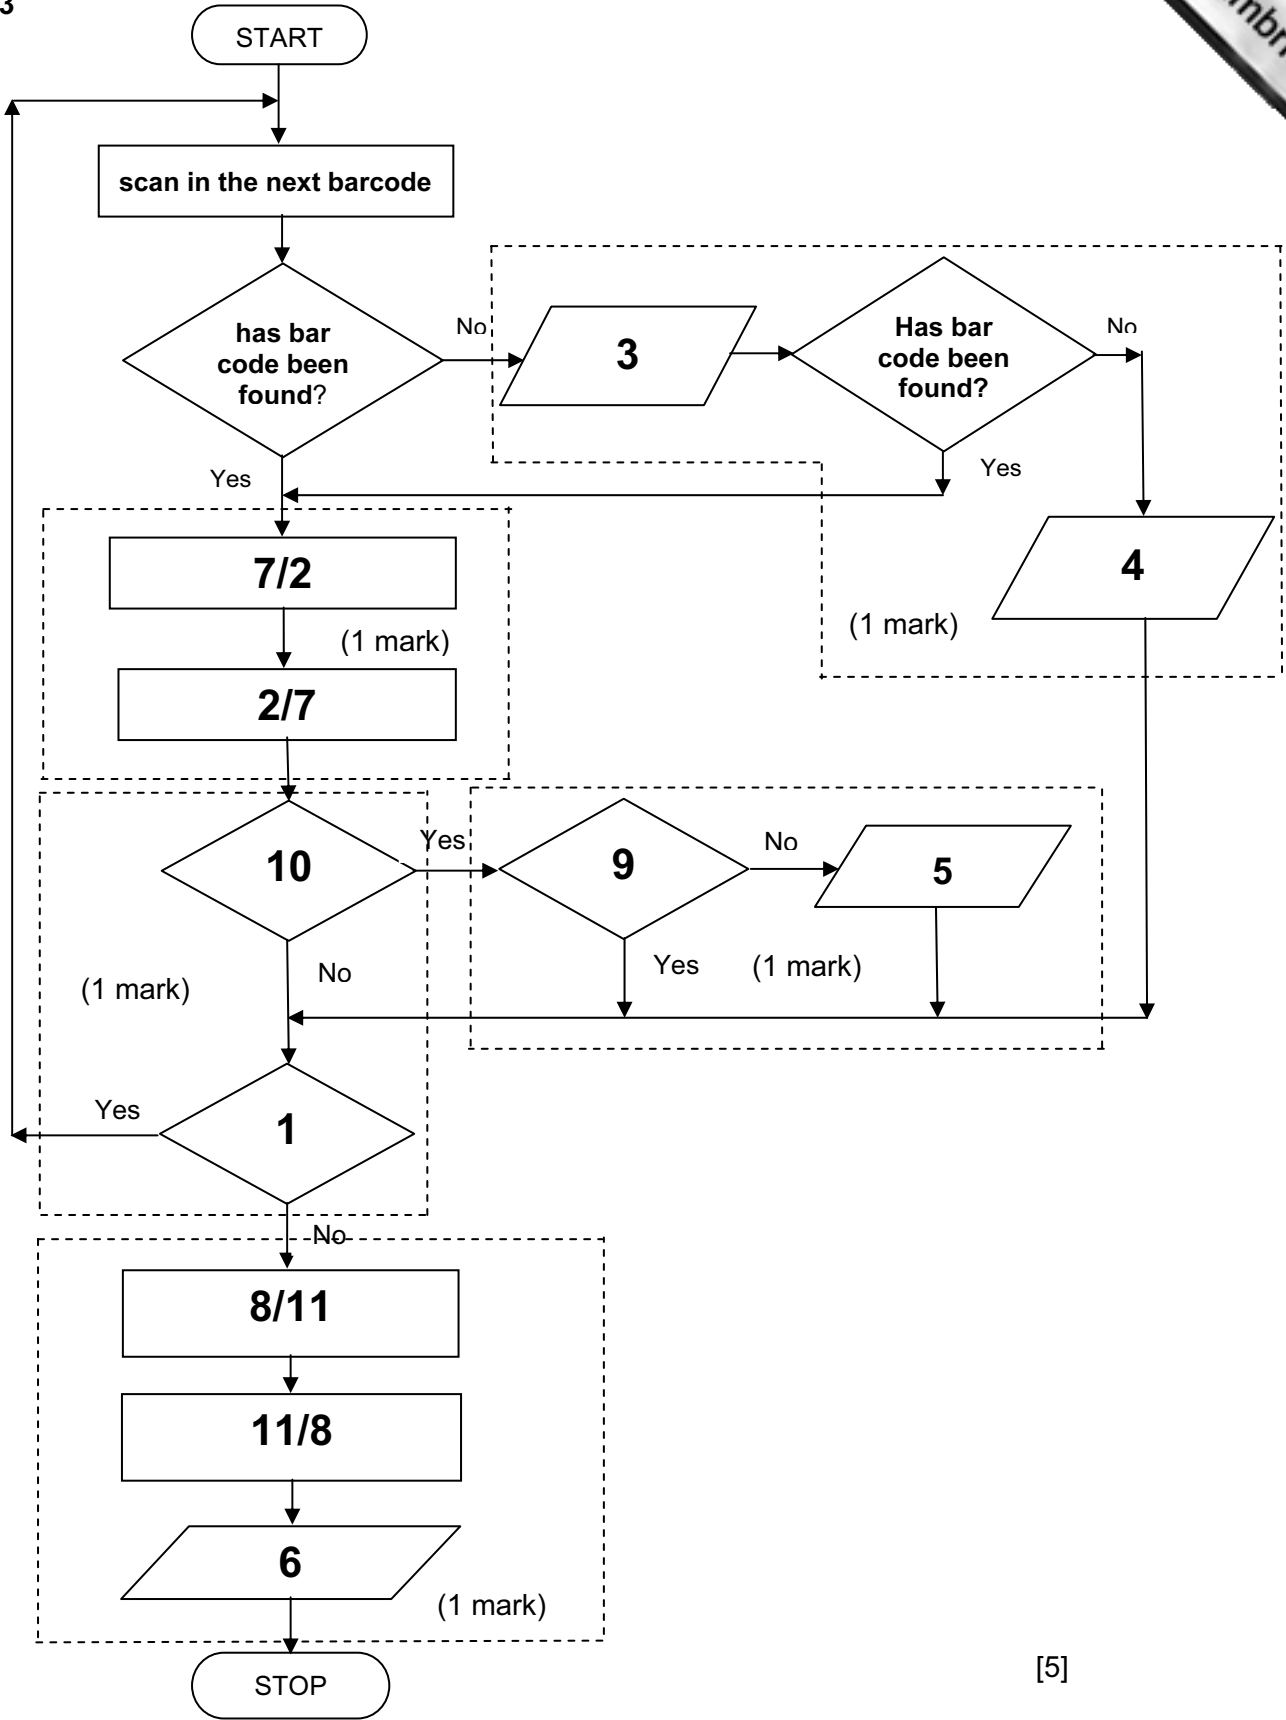 3
START
scan in the next barcode
has bar
code been
found?
No
3
Has bar
code been
found?
No
Yes
Yes
7/2
(1 mark)
2/7
4
(1 mark)
10
Yes
9
No
5
No
Yes
(1 mark)
(1 mark)
Yes
1
No
8/11
11/8
6
(1 mark)
STOP
[5]